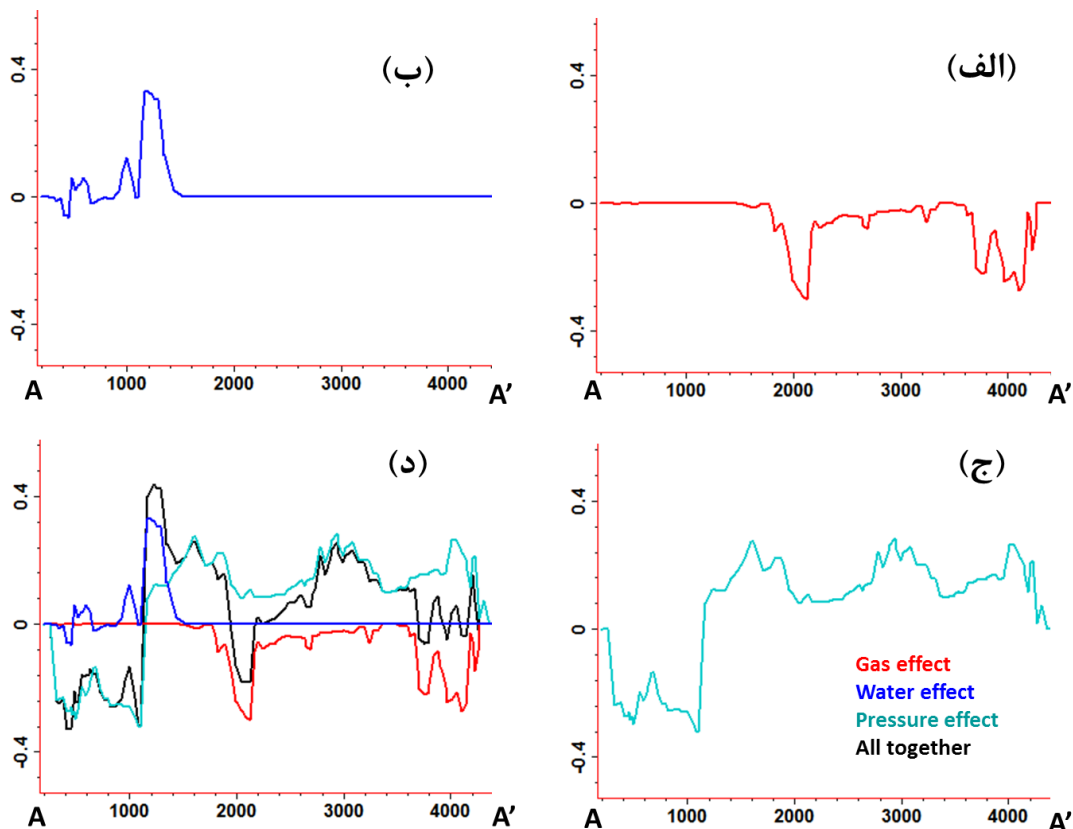 (ب)
0.4
0
-0.4
1000 2000 3000 4000
A A’
(الف)
0.4
0
-0.4
1000 2000 3000 4000
A A’
(د)
0.4
0
-0.4
1000 2000 3000 4000
A A’
(ج)
0.4
0
-0.4
Gas effect
Water effect
Pressure effect
All together
1000 2000 3000 4000
A A’